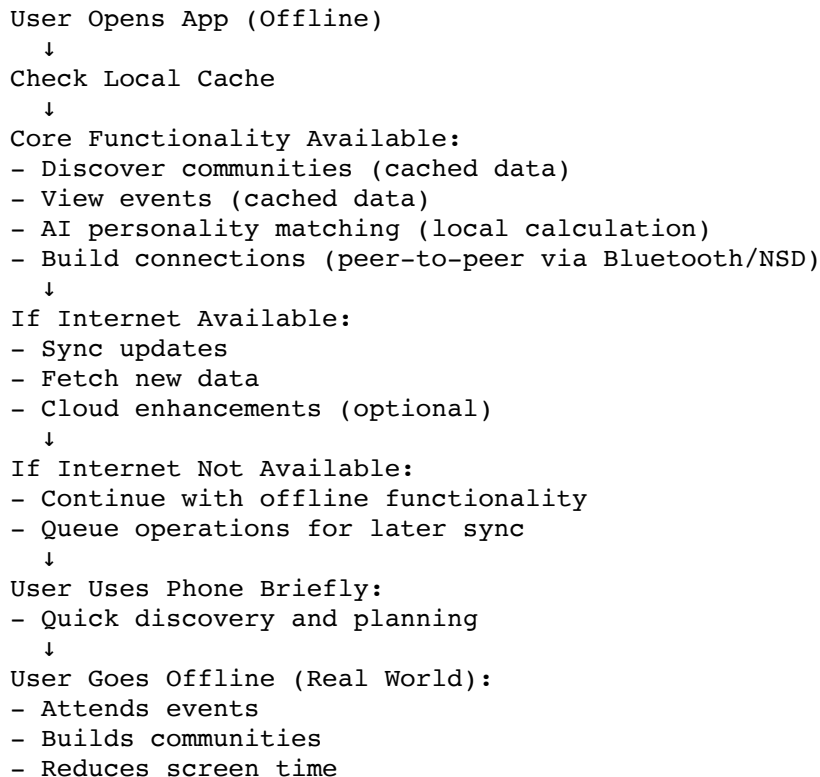 User Opens App (Offline)
  ↓
Check Local Cache
  ↓
Core Functionality Available:
- Discover communities (cached data)
- View events (cached data)
- AI personality matching (local calculation)
- Build connections (peer-to-peer via Bluetooth/NSD)
  ↓
If Internet Available:
- Sync updates
- Fetch new data
- Cloud enhancements (optional)
  ↓
If Internet Not Available:
- Continue with offline functionality
- Queue operations for later sync
  ↓
User Uses Phone Briefly:
- Quick discovery and planning
  ↓
User Goes Offline (Real World):
- Attends events
- Builds communities
- Reduces screen time